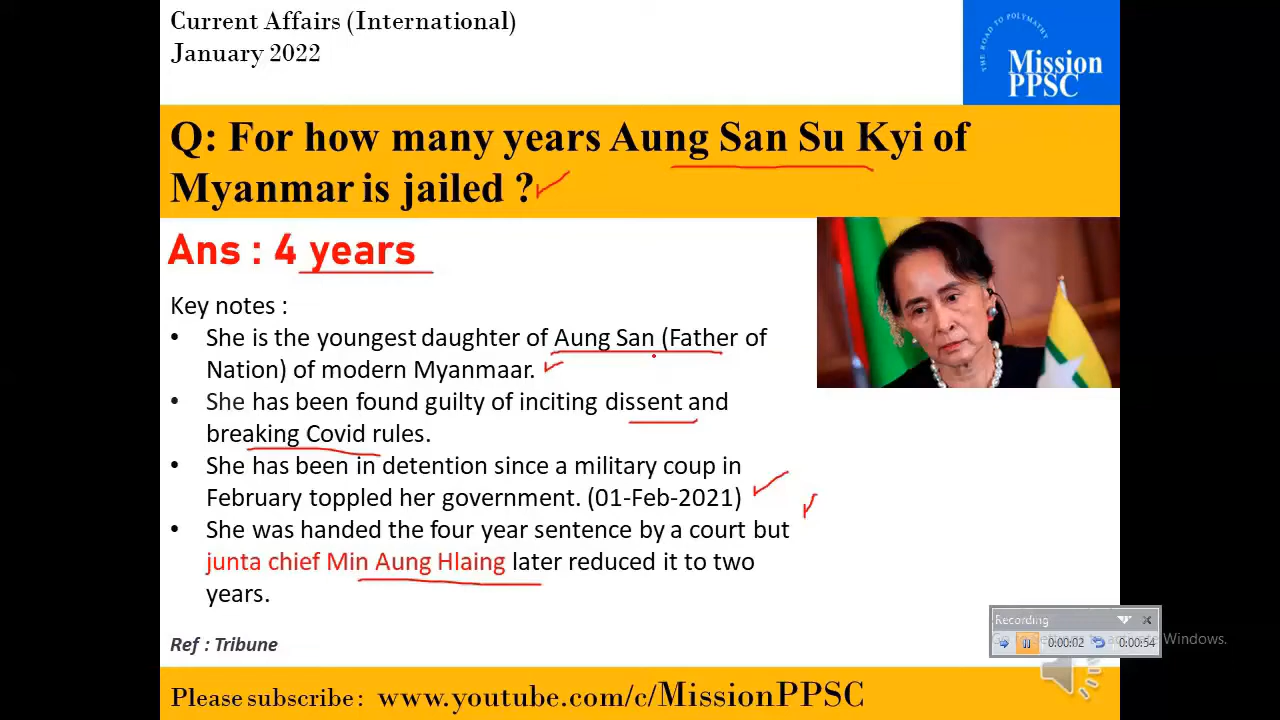 Current Affairs (International)
January 2022
THE ROAD TO POLYMATHY
Mission
PPSC
Q: For how many years Aung San Su Kyi of
Myanmar is jailed ?
Ans : 4 years
Key notes :
• She is the youngest daughter of Aung San (Father of
Nation) of modern Myanmaar.
• She has been found guilty of inciting dissent and
breaking Covid rules.
• She has been in detention since a military coup in
February toppled her government. (01-Feb-2021)
• She was handed the four year sentence by a court but
junta chief Min Aung Hlaing later reduced it to two
years.
Ref : Tribune
Recording
0:00:02 0:00:54
Windows.
Please subscribe : www.youtube.com/c/MissionPPSC